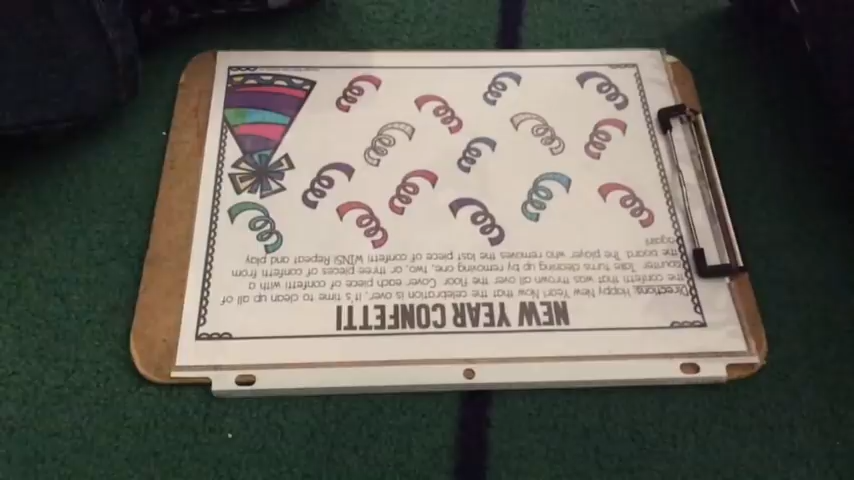 NEW YEAR CONFETTI
Directions: Happy New Year! Now that the celebration is over, it's time to clean up all of
the confetti that was thrown all over the floor. Cover each piece of confetti with a
counter. Take turns cleaning up by removing one, two, or three pieces of confetti from
the board. The player who removes the last piece of confetti WINS! Repeat and play
again!